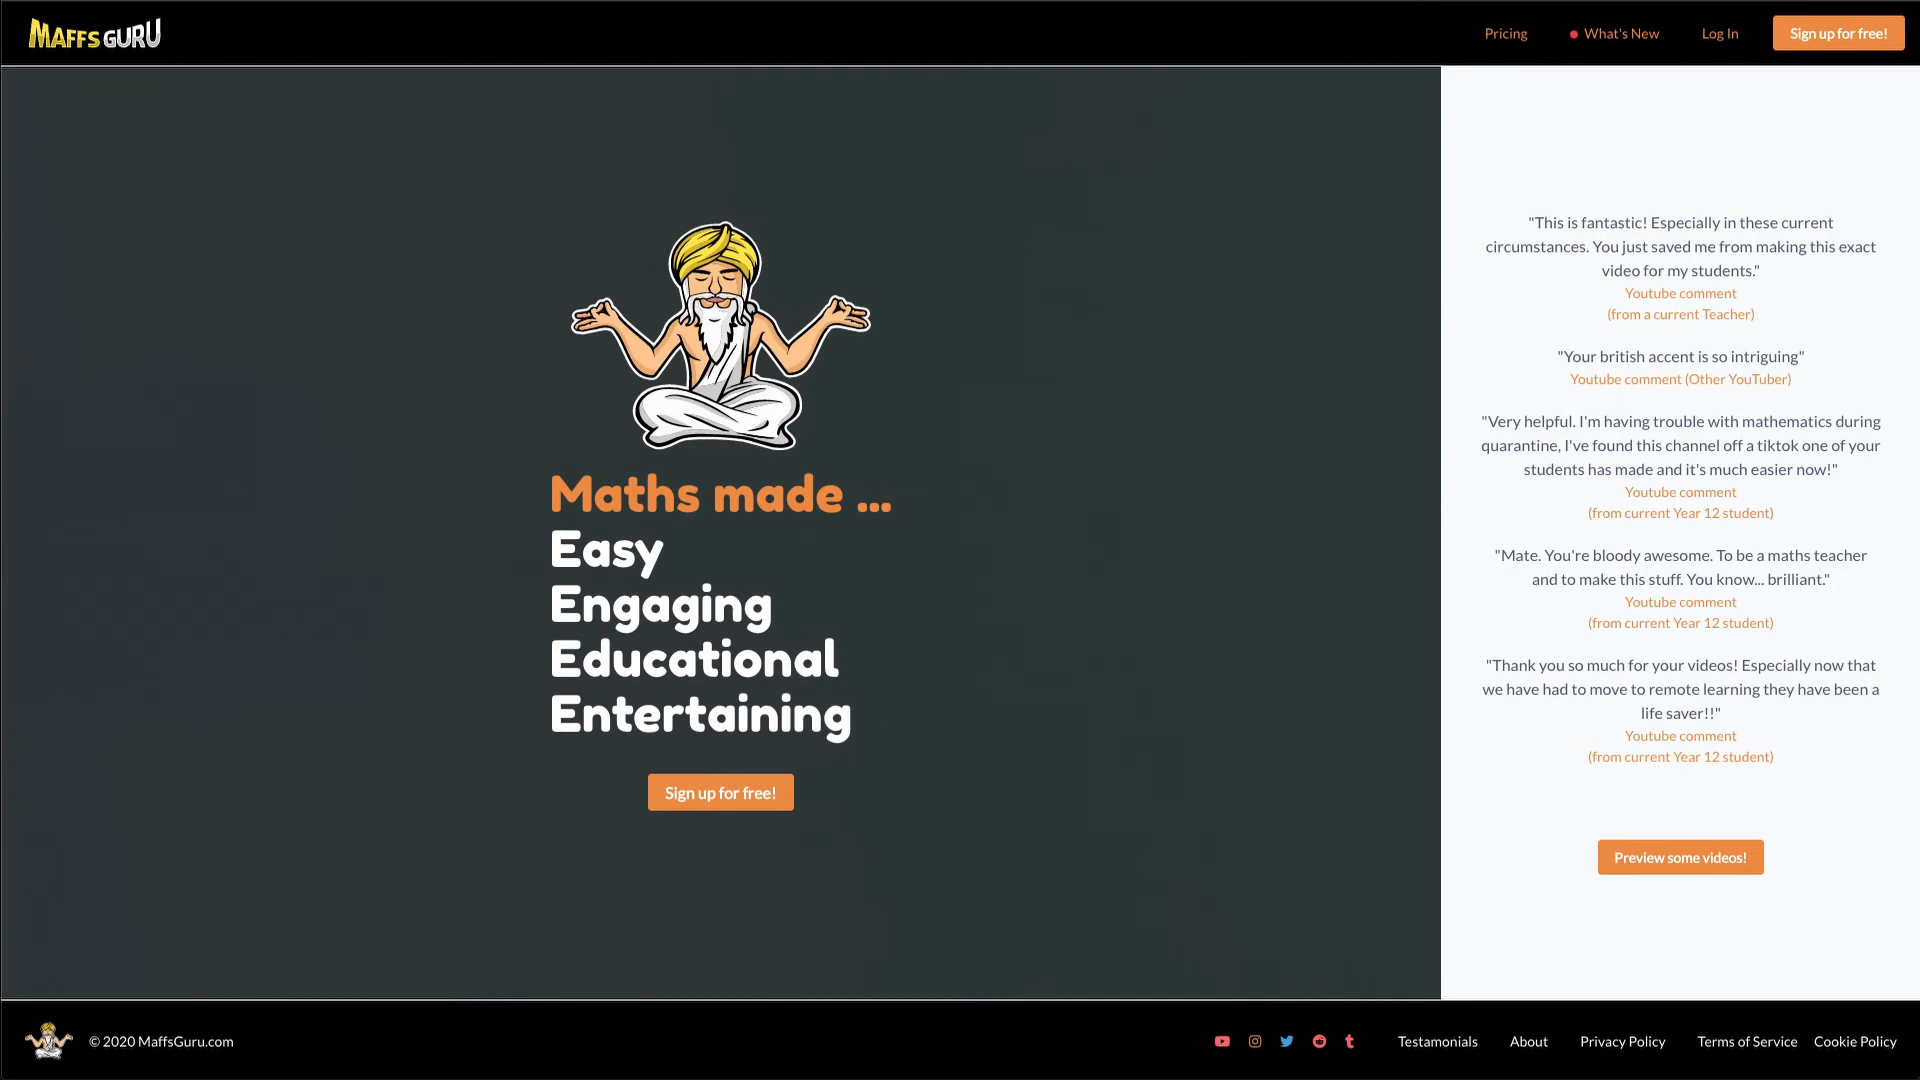 MAFFS GURU
Pricing
What's New
Log In
Sign up for free!
Maths made ...
Easy
Engaging
Educational
Entertaining
Sign up for free!
"This is fantastic! Especially in these current
circumstances. You just saved me from making this exact
video for my students."
Youtube comment
(from a current Teacher)
"Your british accent is so intriguing"
Youtube comment (Other YouTuber)
"Very helpful. I'm having trouble with mathematics during
quarantine, I've found this channel off a tiktok one of your
students has made and it's much easier now!"
Youtube comment
(from current Year 12 student)
"Mate. You're bloody awesome. To be a maths teacher
and to make this stuff. You know... brilliant."
Youtube comment
(from current Year 12 student)
"Thank you so much for your videos! Especially now that
we have had to move to remote learning they have been a
life saver!!"
Youtube comment
(from current Year 12 student)
Preview some videos!
© 2020 MaffsGuru.com
Testamonials
About
Privacy Policy
Terms of Service
Cookie Policy